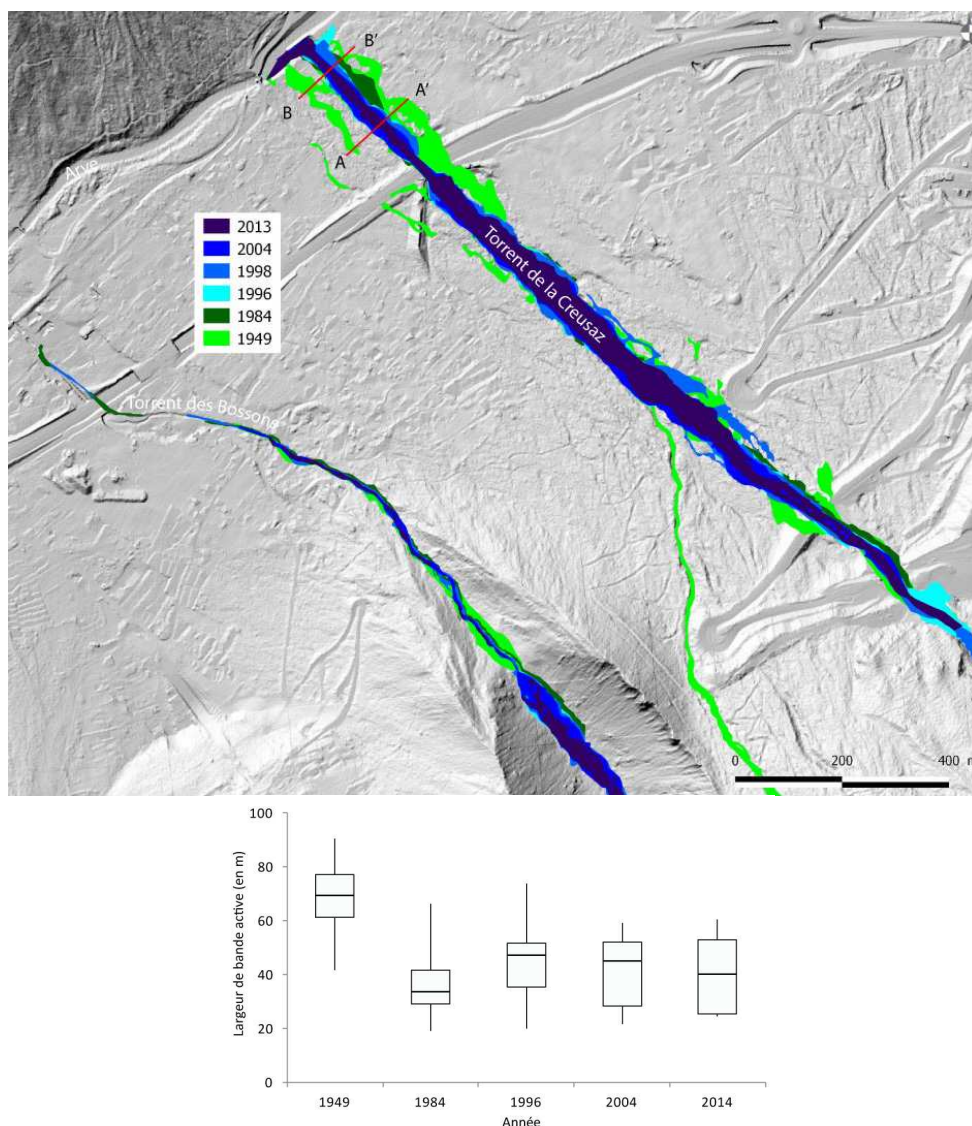 B'
A'
B
A
Arve
2013
2004
1998
1996
1984
1949
Torrent de la Creusaz
Torrent des Bossons
0 200 400 m
100
80
60
40
20
0
Largeur de bande active (en m)
1949 1984 1996 2004 2014
Année